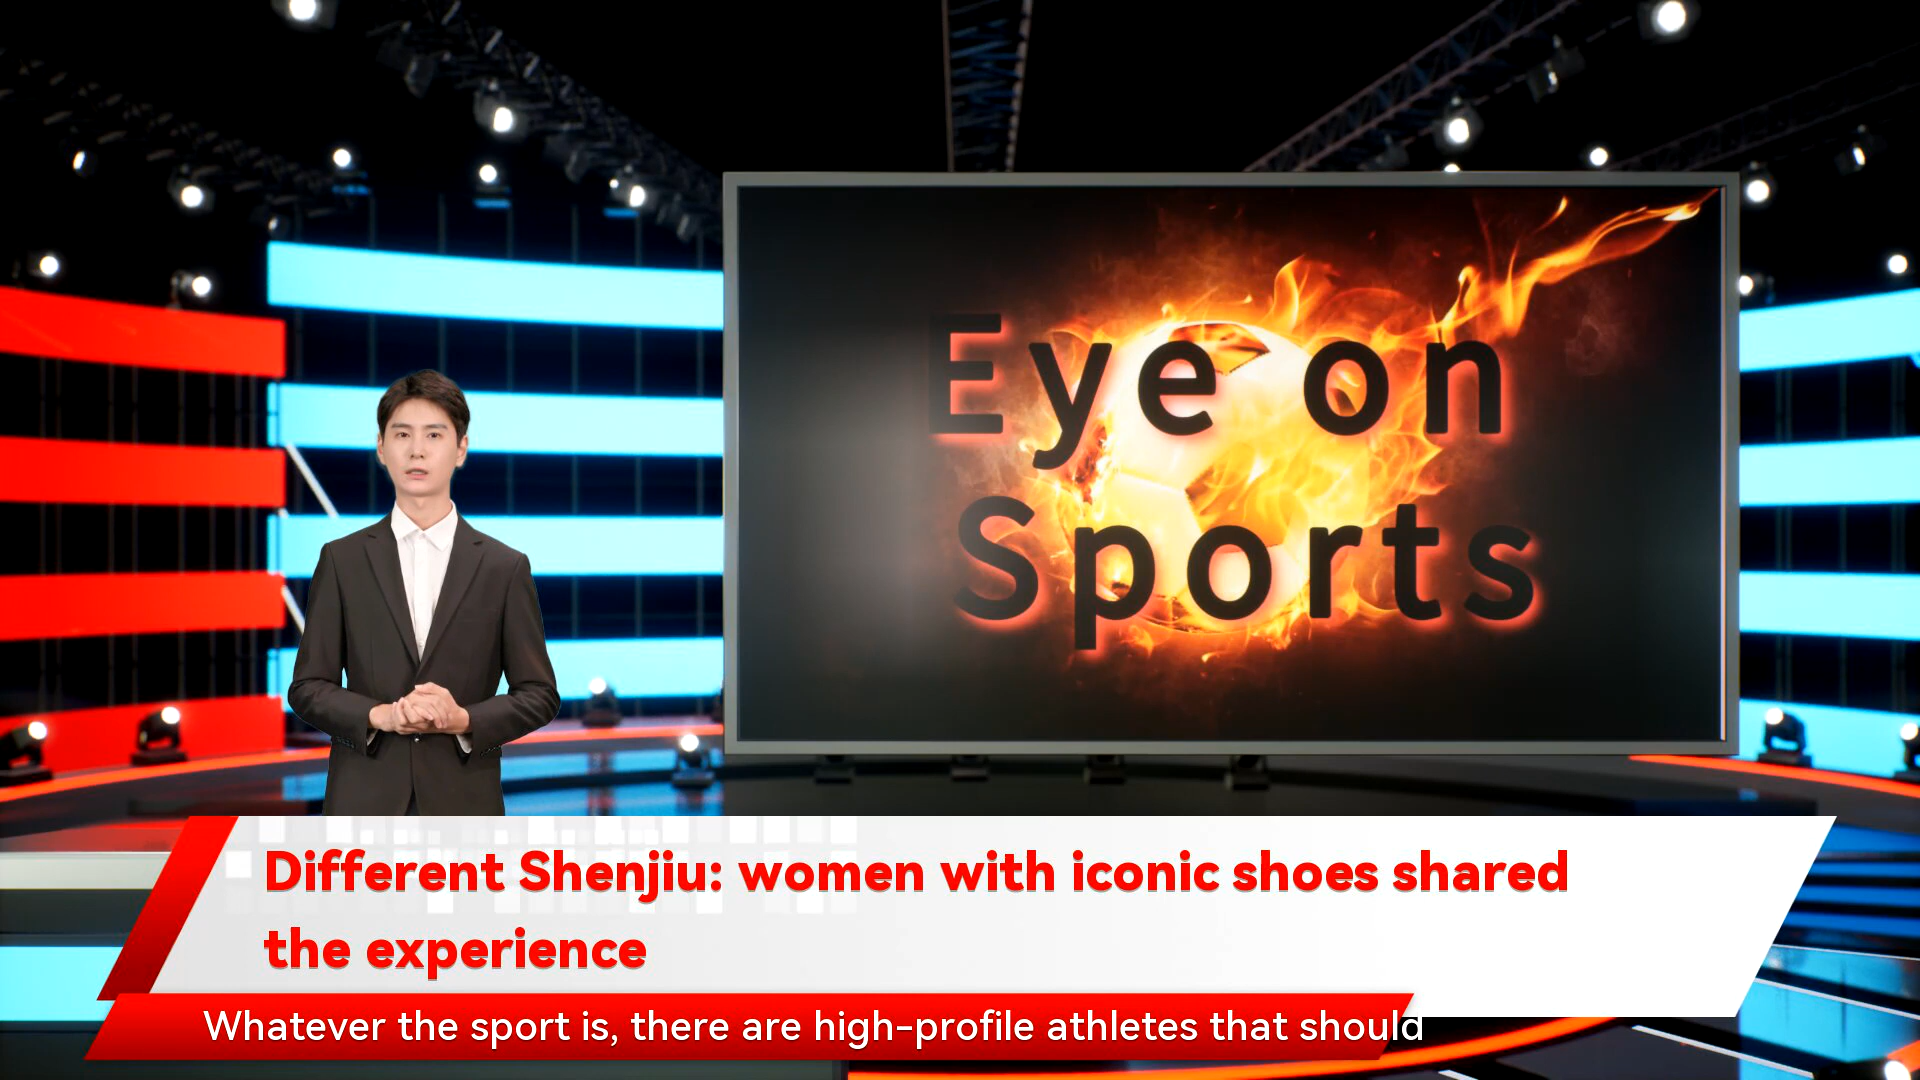 Eye on
Sports
Different Shenjiu: women with iconic shoes shared
the experience
Whatever the sport is, there are high-profile athletes that should